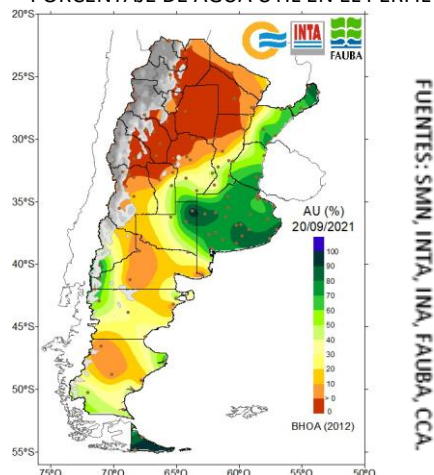 PORCENTAJE DE AGUA ÚTIL EN EL PERFIL
20°S
25°S
30°S
35°S
40°S
45°S
50°S
55°S
75°O
70°O
65°O
60°O
55°O
50°O
INTA
FAUBA
AU (%)
20/09/2021
100
90
80
70
60
50
40
30
20
10
> 0
0
BHOA (2012)
FUENTES: SMN, INTA, INA, FAUBA, CCA.